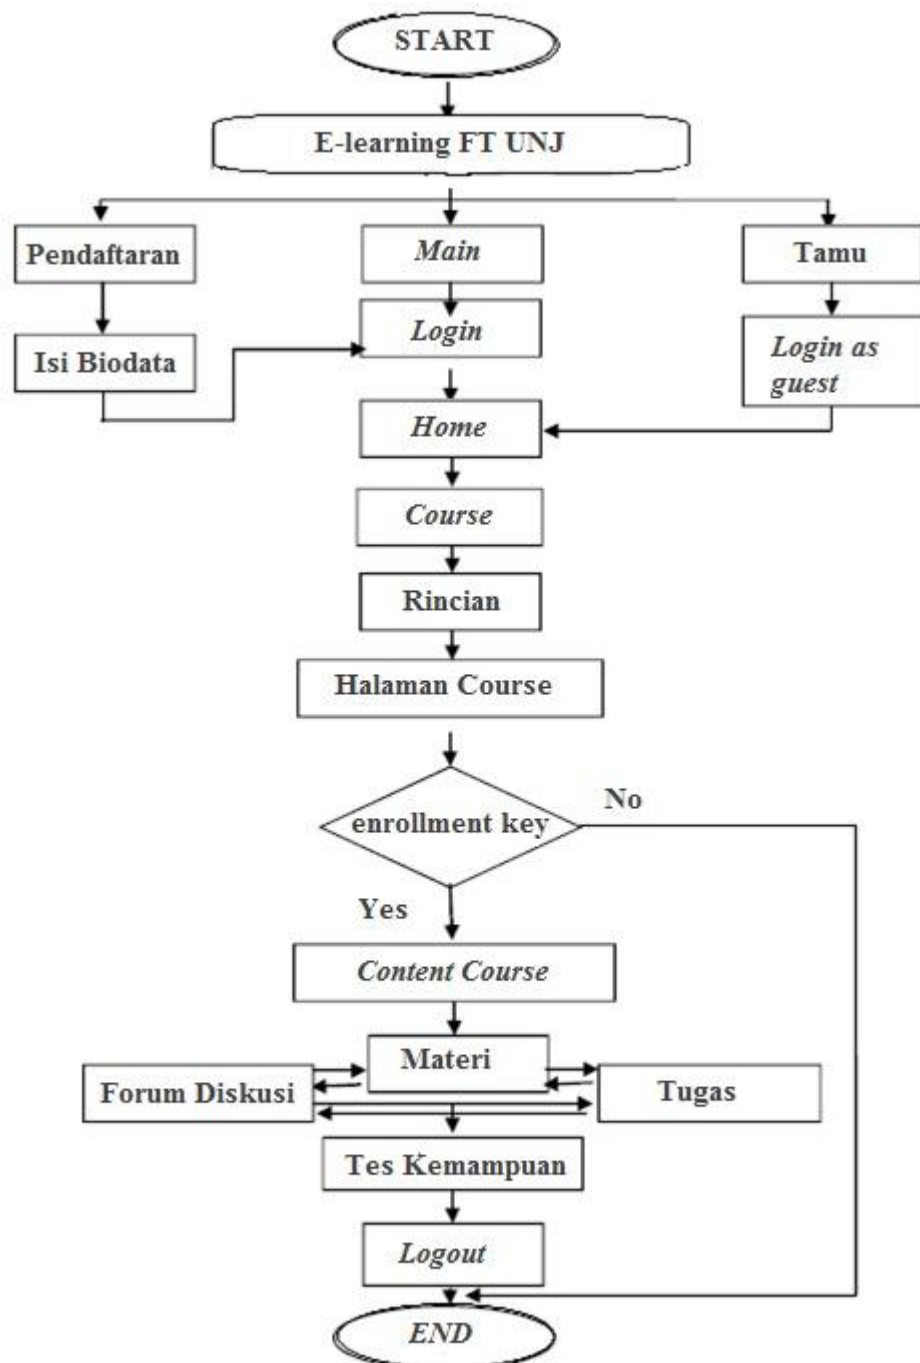 START
E-learning FT UNJ
Pendaftaran
Main
Tamu
Isi Biodata
Login
Login as
guest
Home
Course
Rincian
Halaman Course
enrollment key
No
Yes
Content Course
Materi
Forum Diskusi
Tugas
Tes Kemampuan
Logout
END